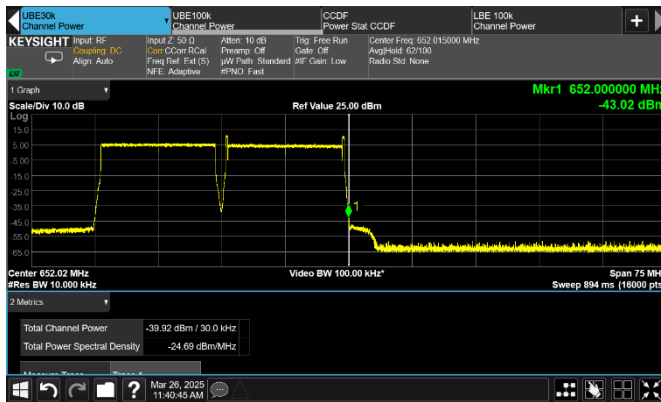 UBE30k
Channel Power
UBE100k
Channel Power
CCDF
Power Stat CCDF
LBE 100k
Channel Power
+
KEYSIGHT
Input: RF
Coupling: DC
Align: Auto
Input Z: 50 Ω
Corr CCorr RCal
Freq Ref: Ext (S)
NFE: Adaptive
Atten: 10 dB
Preamp: Off
µW Path: Standard
#PNO: Fast
Trig: Free Run
Gate: Off
#IF Gain: Low
Center Freq: 652.015000 MHz
Avg|Hold: 62/100
Radio Std: None
1 Graph
Mkr1 652.000000 MHz
Scale/Div 10.0 dB
Ref Value 25.00 dBm
-43.02 dBm
Log
15.0
5.00
-5.00
-15.0
-25.0
-35.0
-45.0
-55.0
-65.0
1
Center 652.02 MHz
Video BW 100.00 kHz*
Span 75 MH
#Res BW 10.000 kHz
Sweep 894 ms (16000 pts
2 Metrics
Total Channel Power
-39.92 dBm / 30.0 kHz
Total Power Spectral Density
-24.69 dBm/MHz
?
Mar 26, 2025
11:40:45 AM